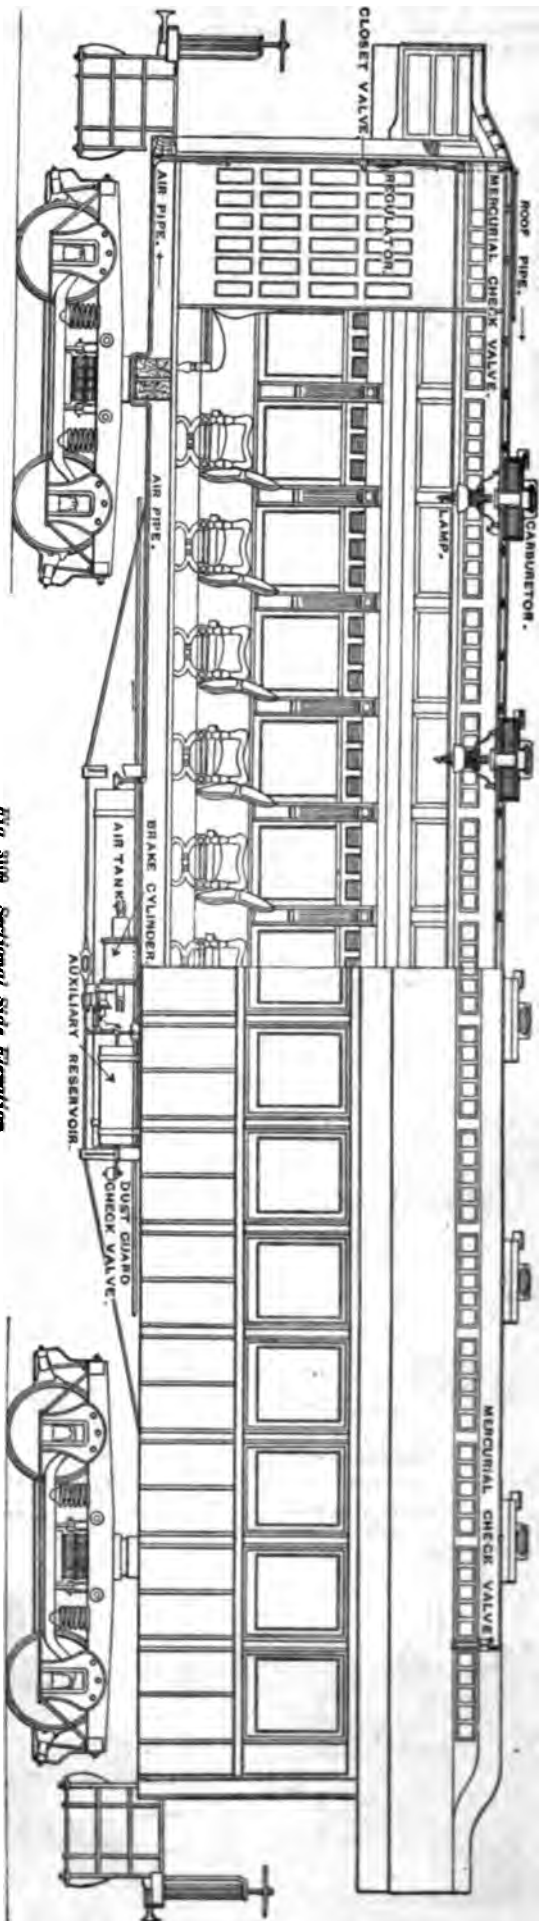 ROOF PIPE.
CARBURETOR.
MERCURIAL CHECK VALVE.
MERCURIAL CHECK VALVE
CLOSET VALVE.
REGULATOR.
LAMP.
AIR PIPE.
AIR PIPE.
BRAKE CYLINDER
AIR TANK
AUXILIARY RESERVOIR.
DUST GUARD
CHECK VALVE.
Sectional Side Elevation